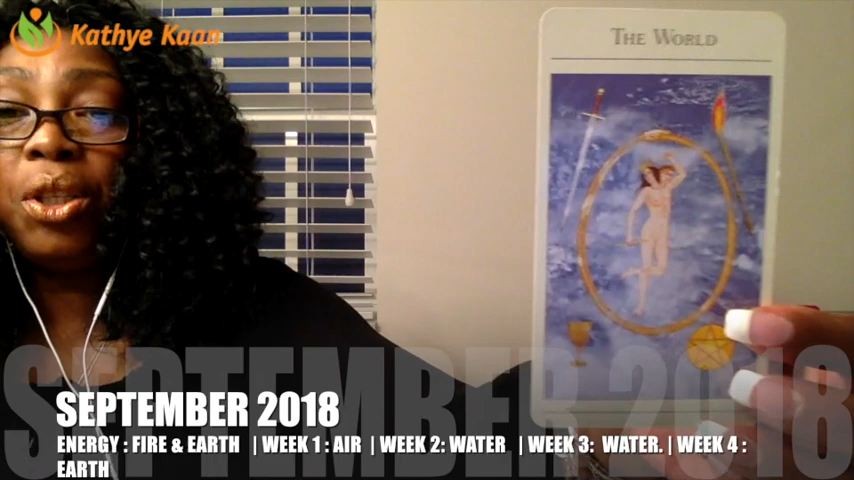 Kathye Kaan
THE WORLD
SEPTEMBER 2018
SEPTEMBER 2018
ENERGY : FIRE & EARTH | WEEK 1 : AIR | WEEK 2: WATER | WEEK 3: WATER. | WEEK 4 :
EARTH